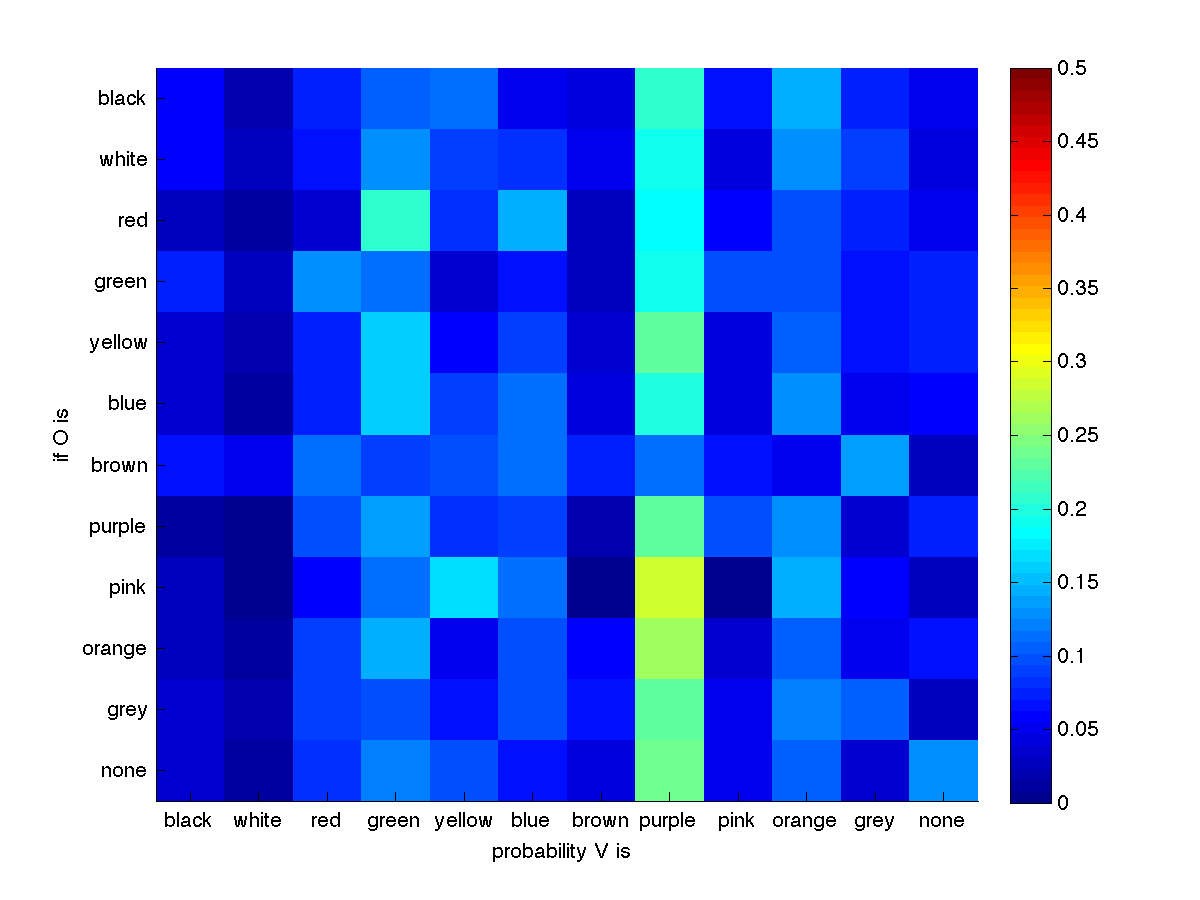 black
white
red
green
yellow
blue
brown
purple
pink
orange
grey
none
if O is
black white red green yellow blue brown purple pink orange grey none
probability V is
0.5
0.45
0.4
0.35
0.3
0.25
0.2
0.15
0.1
0.05
0